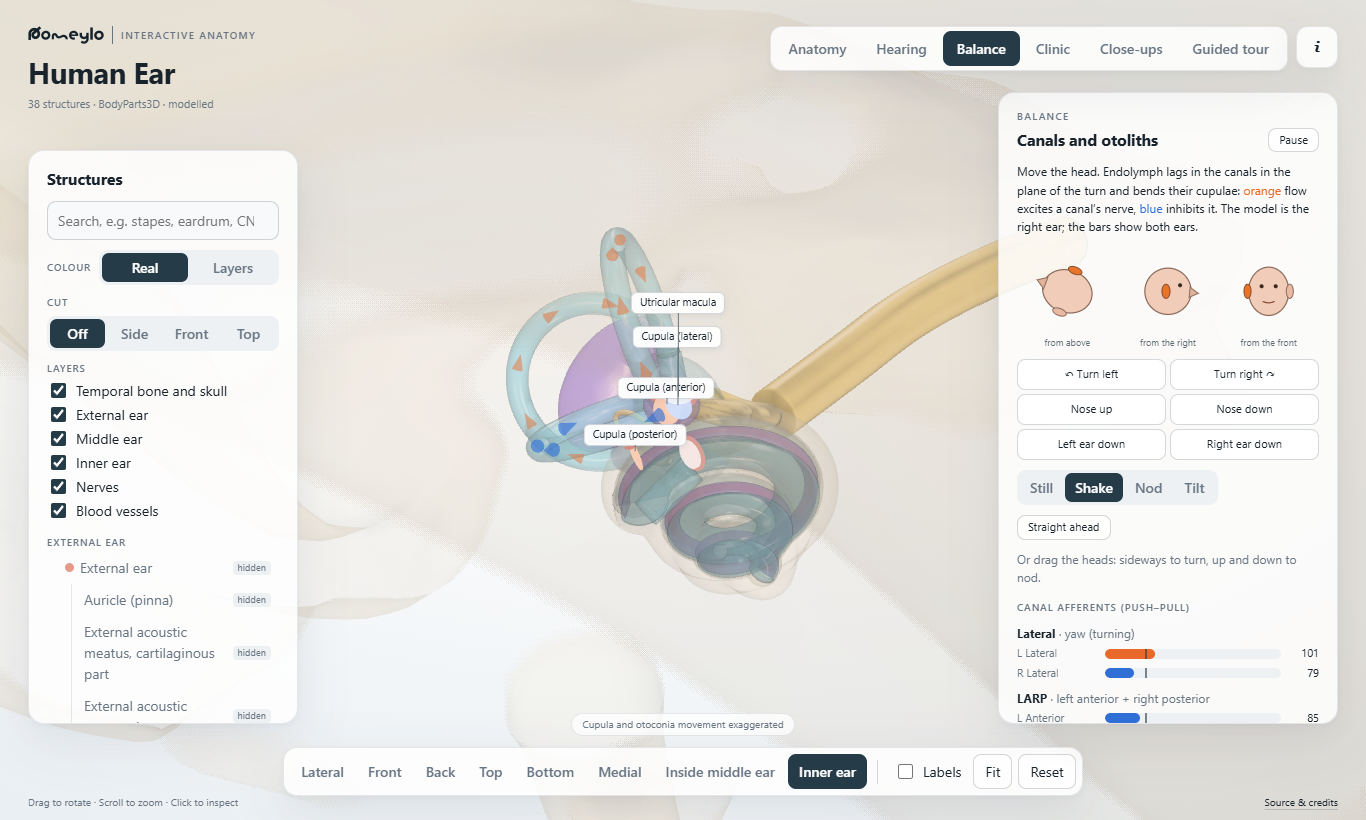 Romeylo
INTERACTIVE ANATOMY
Human Ear
38 structures · BodyParts3D · modelled
Anatomy
Hearing
Balance
Clinic
Close-ups
Guided tour
i
Structures
Search, e.g. stapes, eardrum, CN
COLOUR
Real
Layers
CUT
Off
Side
Front
Top
LAYERS
Temporal bone and skull
External ear
Middle ear
Inner ear
Nerves
Blood vessels
EXTERNAL EAR
External ear
hidden
Auricle (pinna)
hidden
External acoustic
meatus, cartilaginous
part
hidden
External acoustic
hidden
Utricular macula
Cupula (lateral)
Cupula (anterior)
Cupula (posterior)
Cupula and otoconia movement exaggerated
BALANCE
Canals and otoliths
Pause
Move the head. Endolymph lags in the canals in the
plane of the turn and bends their cupulae: orange flow
excites a canal's nerve, blue inhibits it. The model is the
right ear; the bars show both ears.
from above
from the right
from the front
↶ Turn left
Turn right ↷
Nose up
Nose down
Left ear down
Right ear down
Still
Shake
Nod
Tilt
Straight ahead
Or drag the heads: sideways to turn, up and down to
nod.
CANAL AFFERENTS (PUSH–PULL)
Lateral · yaw (turning)
L Lateral
101
R Lateral
79
LARP · left anterior + right posterior
L Anterior
85
Lateral
Front
Back
Top
Bottom
Medial
Inside middle ear
Inner ear
Labels
Fit
Reset
Drag to rotate · Scroll to zoom · Click to inspect
Source & credits